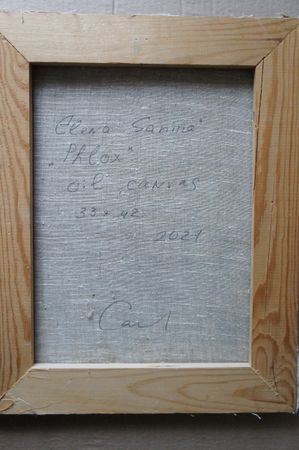 Elena Sanina
„Phlox“
oil canvas
33 × 42
2021